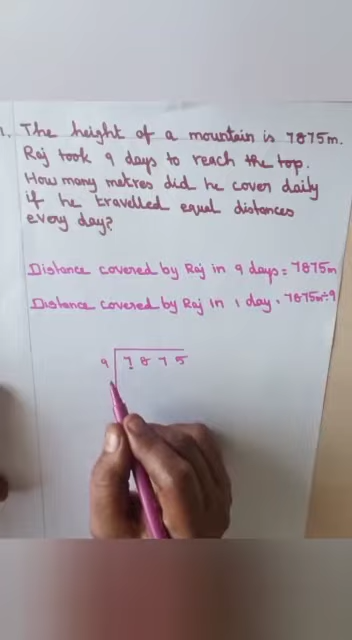 1. The height of a mountain is 7875m.
Raj took 9 days to reach the top.
How many metres did he cover daily
if he travelled equal distances
every day?
Distance covered by Raj in 9 days = 7875m
Distance covered by Raj in 1 day = 7875m÷9
9 7 8 7 5